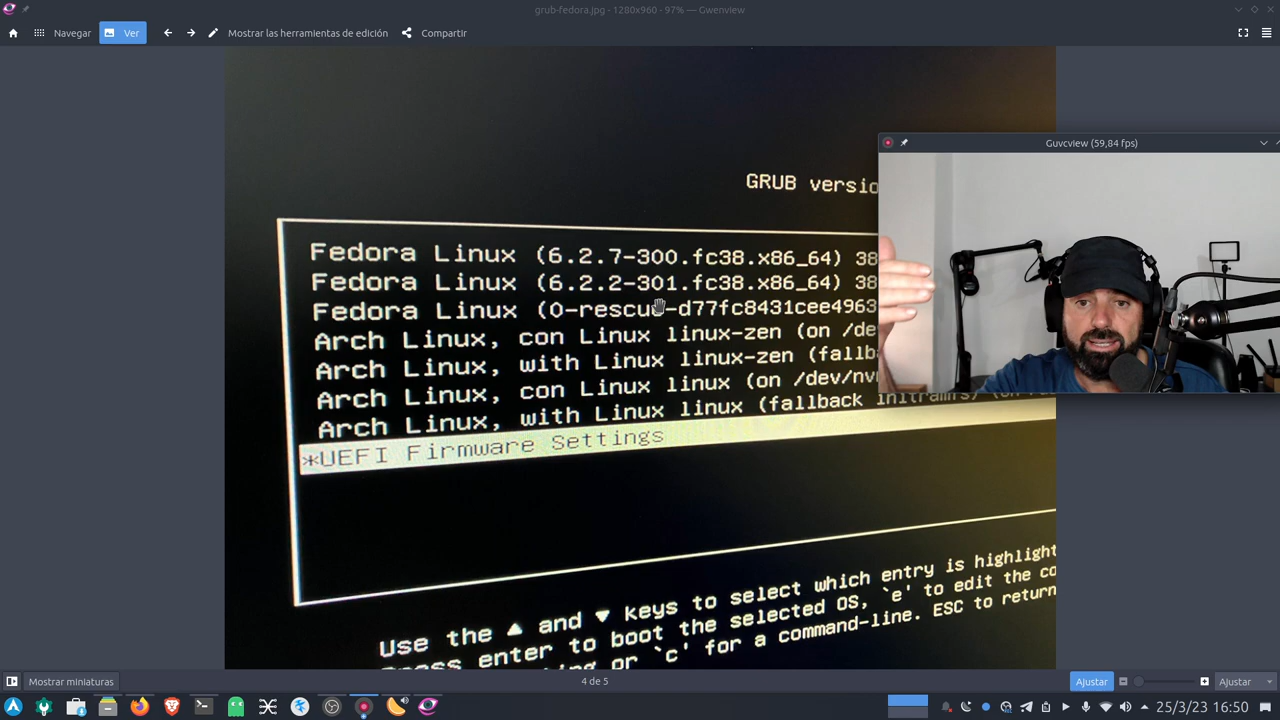 grub-fedora.jpg - 1280x960 - 97% — Gwenview
Navegar
Ver
Mostrar las herramientas de edición
Compartir
Guvcview (59,84 fps)
GRUB versio
Fedora Linux (6.2.7-300.fc38.x86_64) 38
Fedora Linux (6.2.2-301.fc38.x86_64) 38
Fedora Linux (0-rescue-d77fc8431cee4963
Arch Linux, con Linux linux-zen (on /de
Arch Linux, with Linux linux-zen (fallb
Arch Linux, con Linux linux (on /dev/nv
Arch Linux, with Linux linux (fallback initramfs)
*UEFI Firmware Settings
Use the ▲ and ▼ keys to select which entry is highlight
Press enter to boot the selected OS, `e' to edit the co
or `c' for a command-line. ESC to return
Mostrar miniaturas
4 de 5
Ajustar
Ajustar
25/3/23 16:50